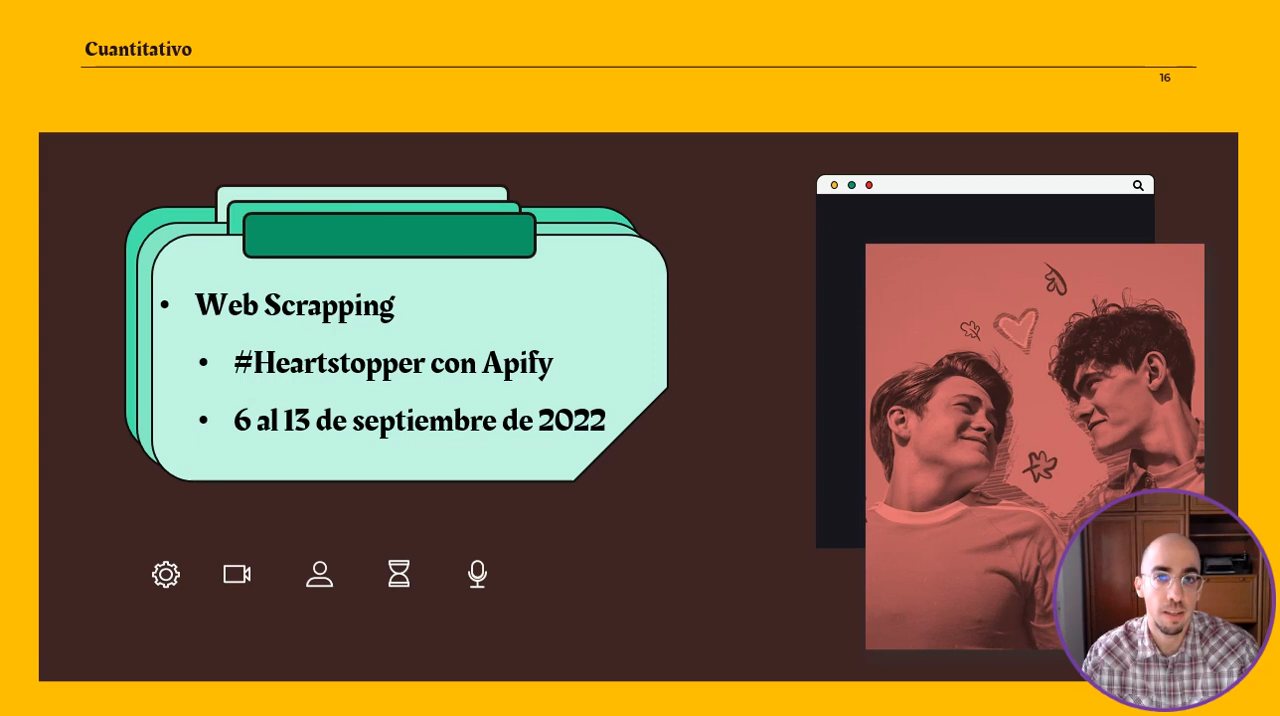 Cuantitativo
16
Web Scrapping
#Heartstopper con Apify
6 al 13 de septiembre de 2022